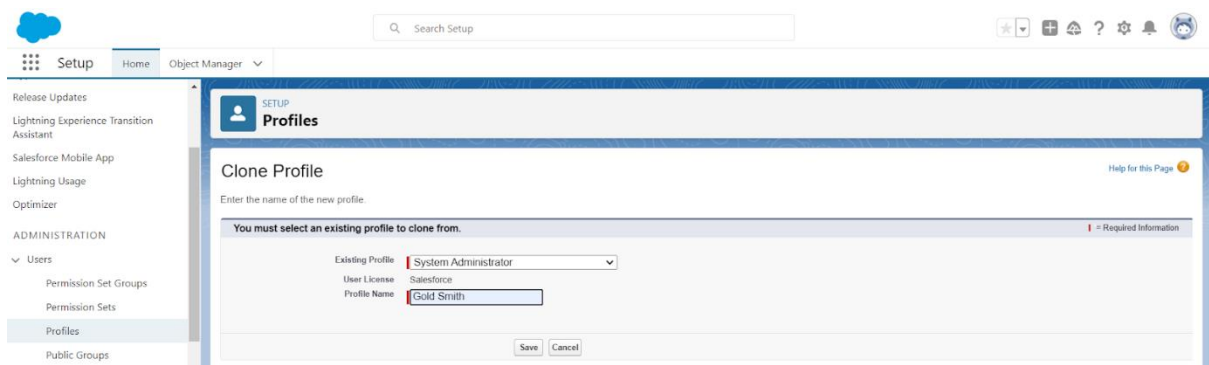 Search Setup
Setup
Home
Object Manager
Release Updates
Lightning Experience Transition
Assistant
Salesforce Mobile App
Lightning Usage
Optimizer
ADMINISTRATION
Users
Permission Set Groups
Permission Sets
Profiles
Public Groups
SETUP
Profiles
Clone Profile
Help for this Page
Enter the name of the new profile.
You must select an existing profile to clone from.
= Required Information
Existing Profile System Administrator
User License Salesforce
Profile Name Gold Smith
Save Cancel